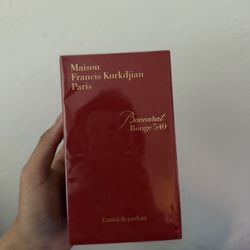 Maison
Francis Kurkdjian
Paris
Baccarat
Rouge 540
Extrait de parfum